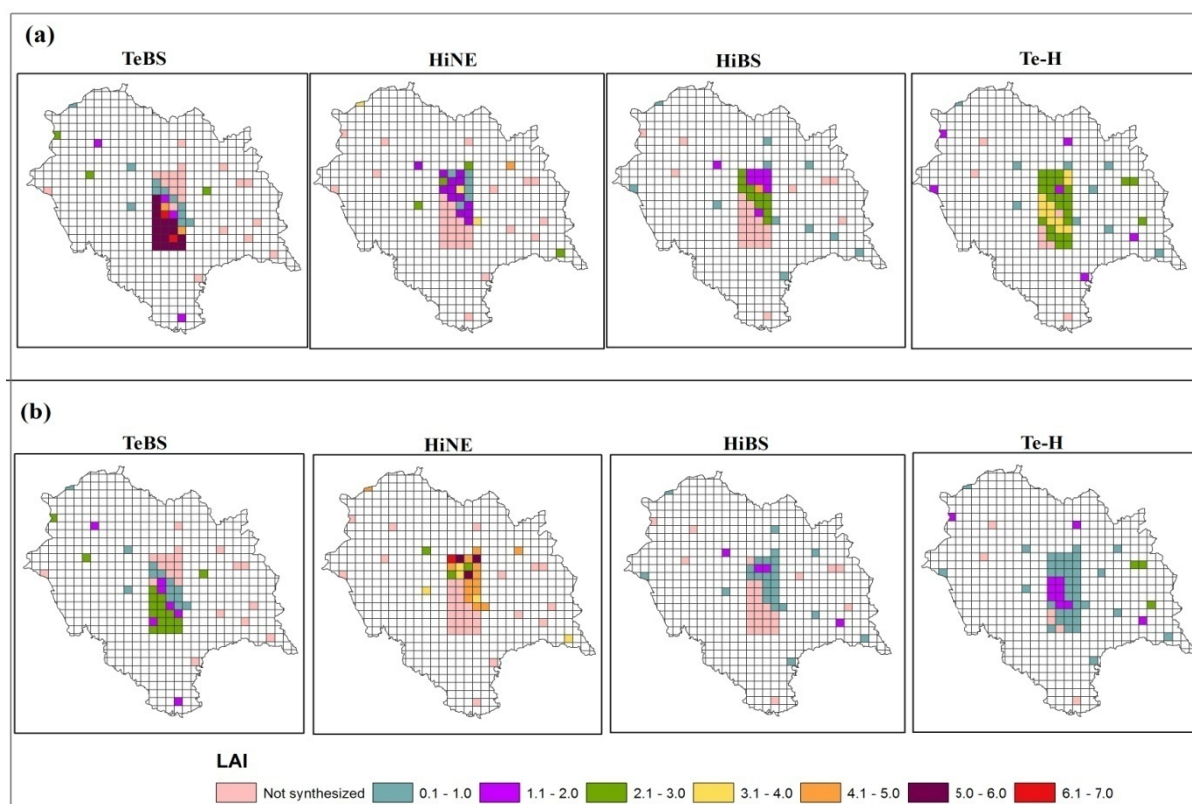 (a)
TeBS HiNE HiBS Te-H
(b)
TeBS HiNE HiBS Te-H
LAI
Not synthesized 0.1 - 1.0 1.1 - 2.0 2.1 - 3.0 3.1 - 4.0 4.1 - 5.0 5.0 - 6.0 6.1 - 7.0